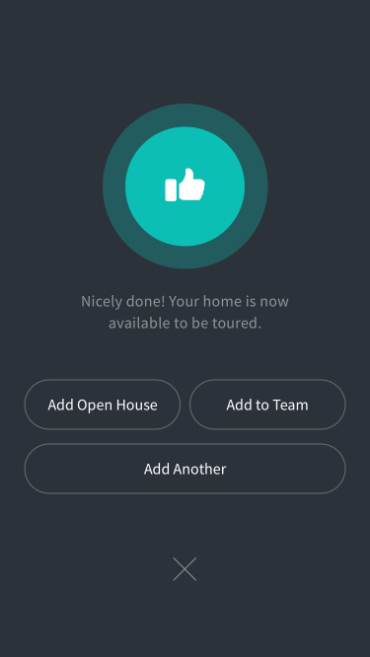 Nicely done! Your home is now
available to be toured.
Add Open House
Add to Team
Add Another